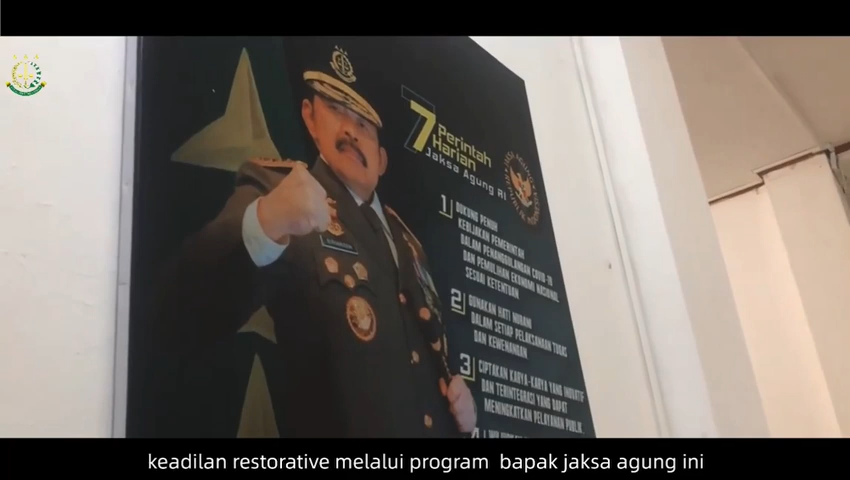 7 Perintah
Harian
Jaksa Agung RI
1 DUKUNG PENUH
KEBIJAKAN PEMERINTAH
DALAM PENANGGULANGAN COVID-19
DAN PEMULIHAN EKONOMI NASIONAL
SESUAI KETENTUAN
2 GUNAKAN HATI NURANI
DALAM SETIAP PELAKSANAAN TUGAS
DAN KEWENANGAN
3 CIPTAKAN KARYA-KARYA YANG INOVATIF
DAN TERINTEGRASI YANG DAPAT
MENINGKATKAN PELAYANAN PUBLIK
4
keadilan restorative melalui program bapak jaksa agung ini